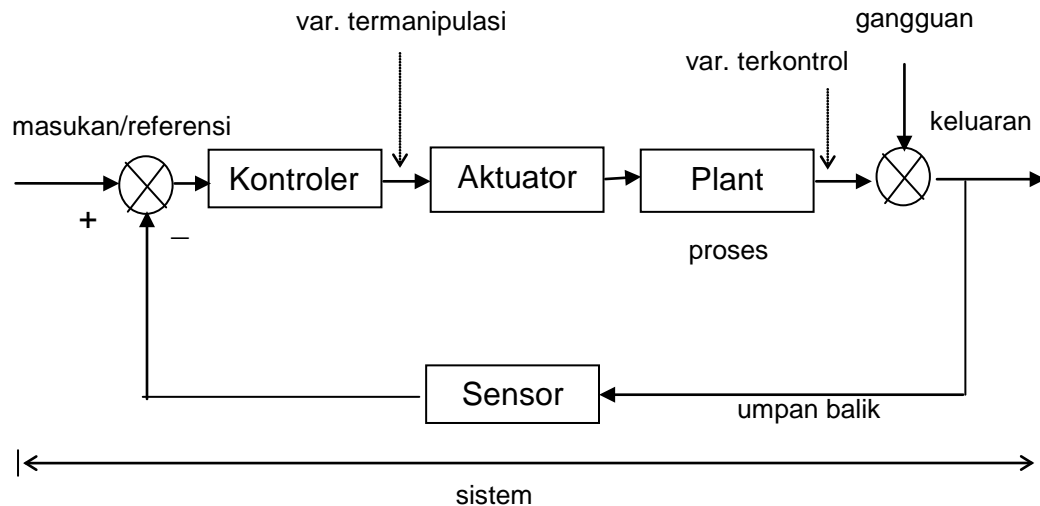 var. termanipulasi
gangguan
var. terkontrol
masukan/referensi
keluaran
Kontroler
Aktuator
Plant
+
_
proses
Sensor
umpan balik
sistem